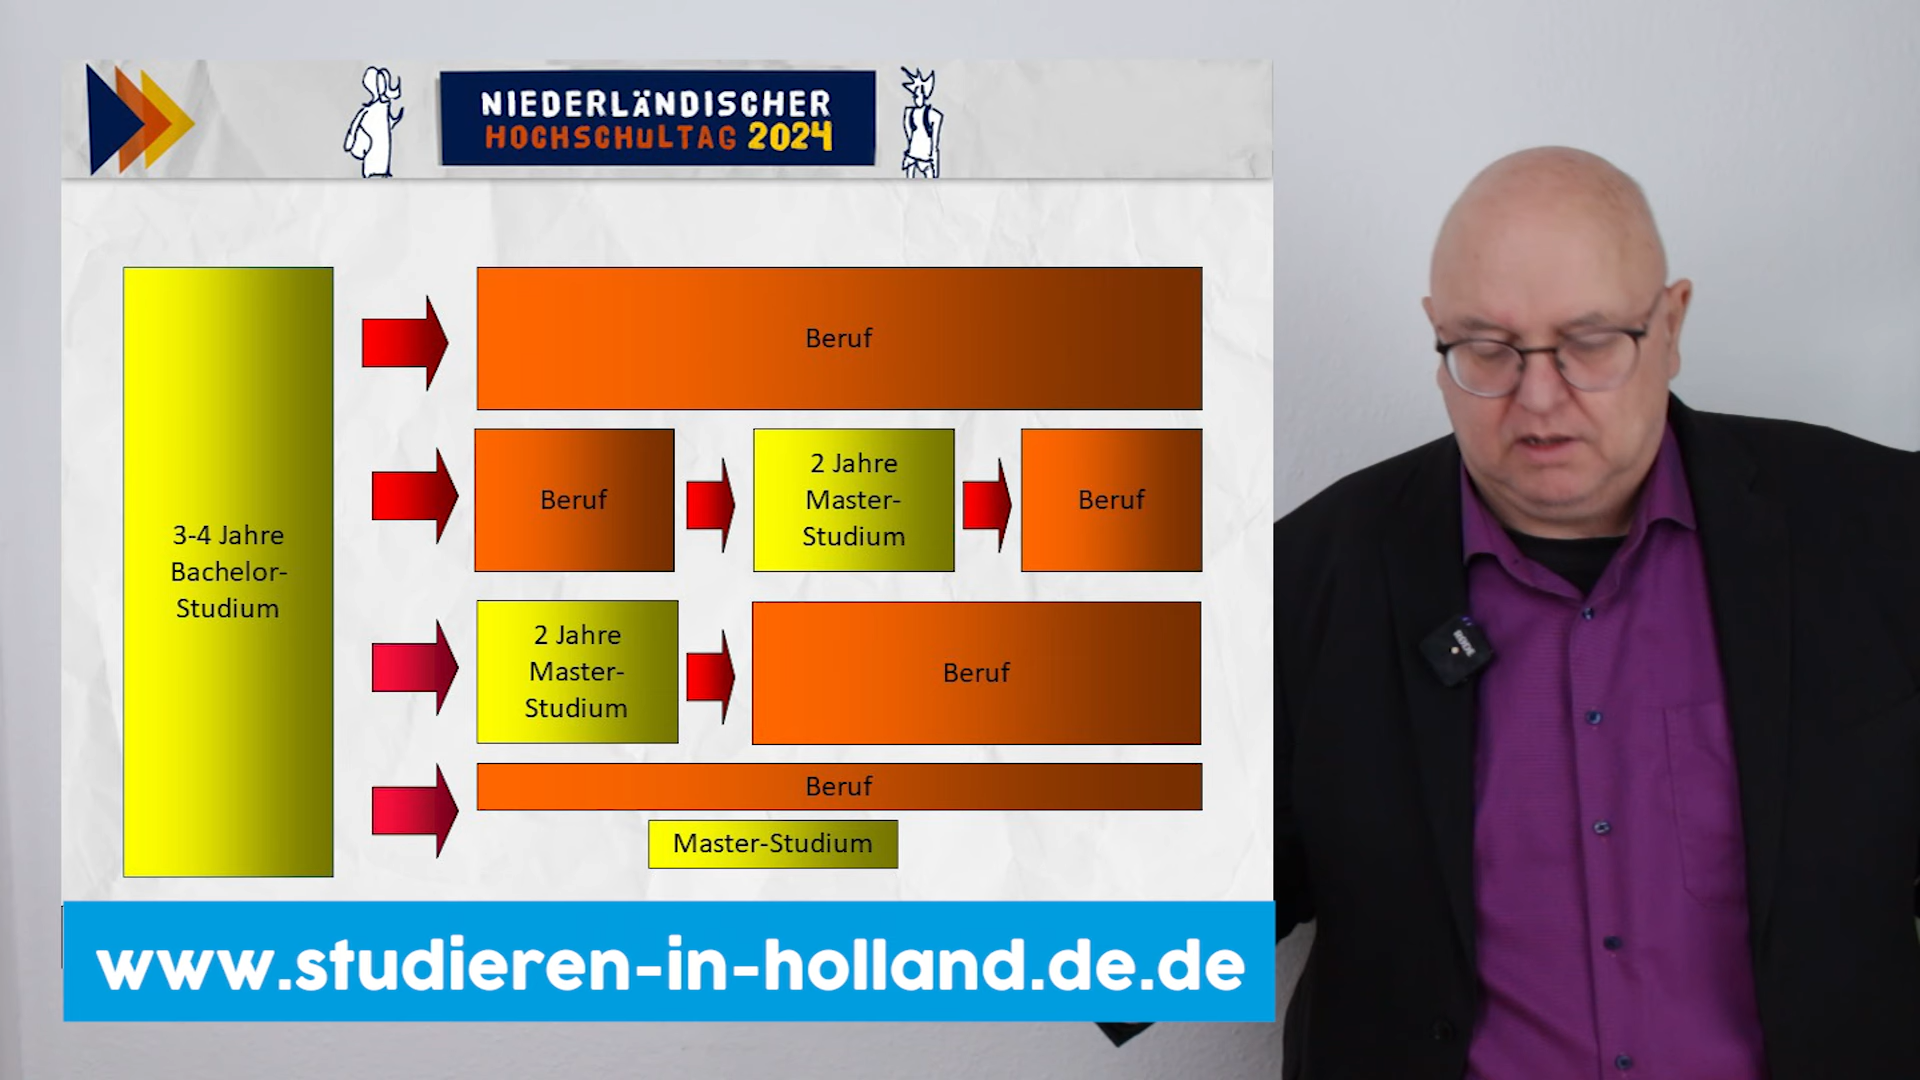 NIEDERLÄNDISCHER
HOCHSCHULTAG 2024
3-4 Jahre
Bachelor-
Studium
Beruf
Beruf
2 Jahre
Master-
Studium
Beruf
2 Jahre
Master-
Studium
Beruf
Beruf
Master-Studium
www.studieren-in-holland.de.de
RODE